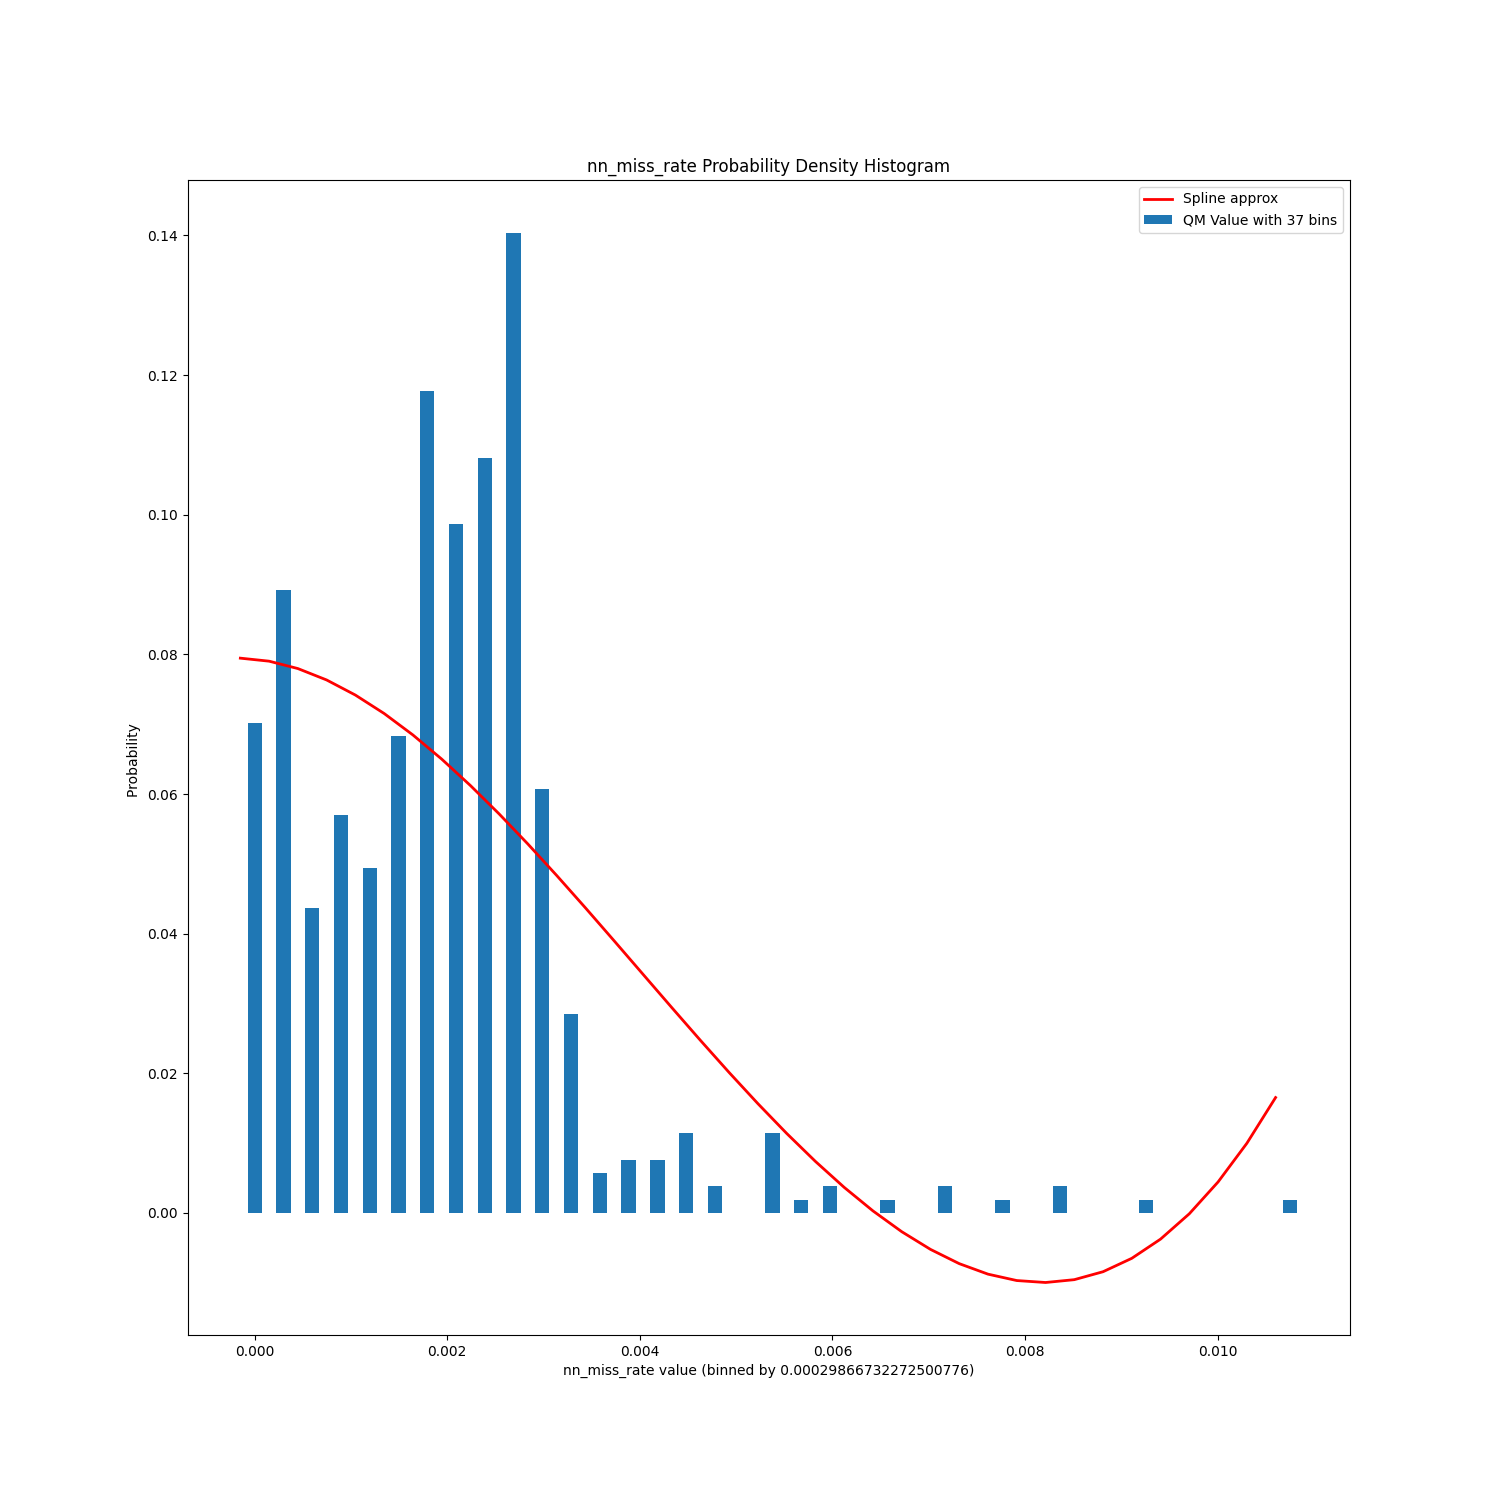 nn_miss_rate Probability Density Histogram
Spline approx
QM Value with 37 bins
0.14
0.12
0.10
0.08
0.06
0.04
0.02
0.00
Probability
0.000 0.002 0.004 0.006 0.008 0.010
nn_miss_rate value (binned by 0.00029866732272500776)